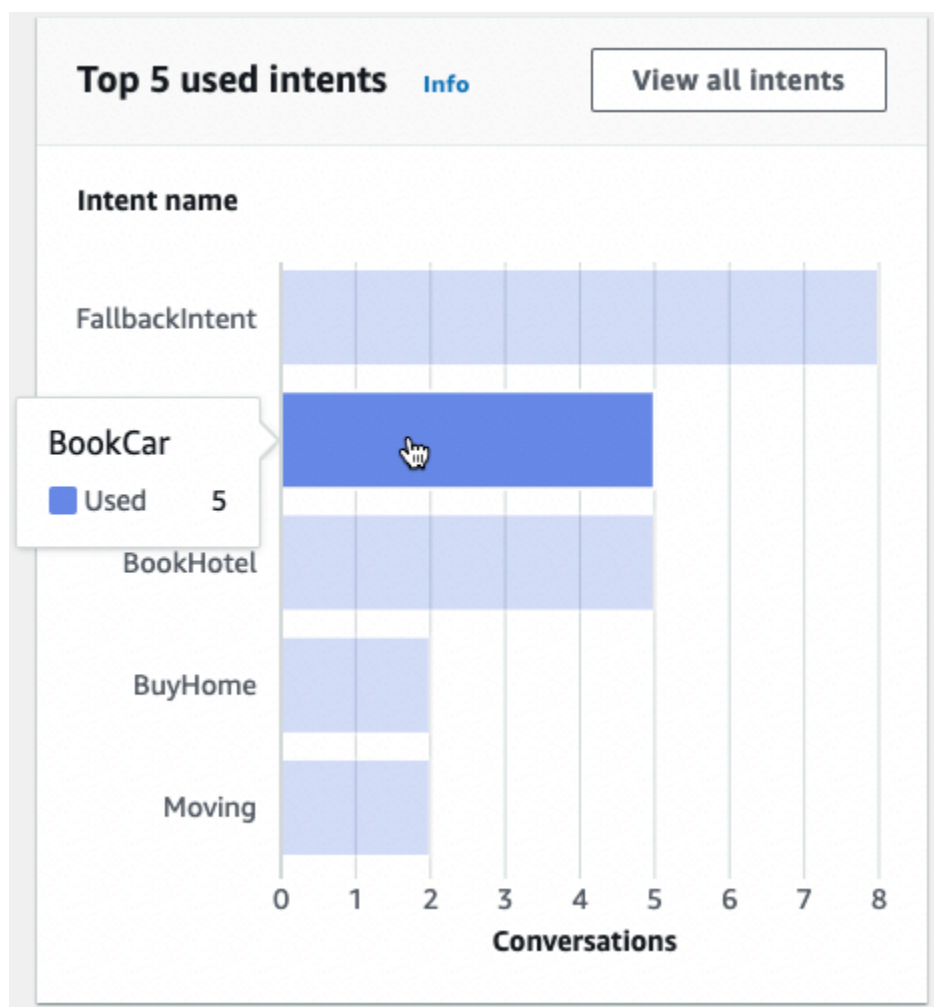 Top 5 used intents Info View all intents
Intent name
FallbackIntent
BookCar
Used 5
BookHotel
BuyHome
Moving
0 1 2 3 4 5 6 7 8
Conversations